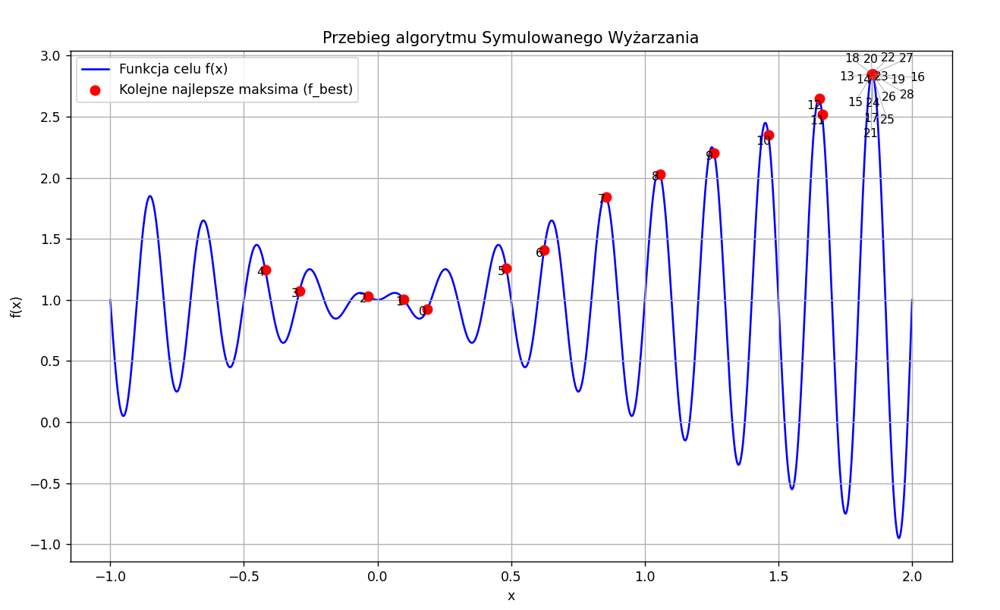 Przebieg algorytmu Symulowanego Wyżarzania
Funkcja celu f(x)
Kolejne najlepsze maksima (f_best)
3.0
2.5
2.0
1.5
1.0
0.5
0.0
−0.5
−1.0
f(x)
18 20 22 27
13 14 23 19 16
15 24 26 28
17 25
21
12
11
10
9
8
7
6
5
4
3
2
1
0
−1.0 −0.5 0.0 0.5 1.0 1.5 2.0
x